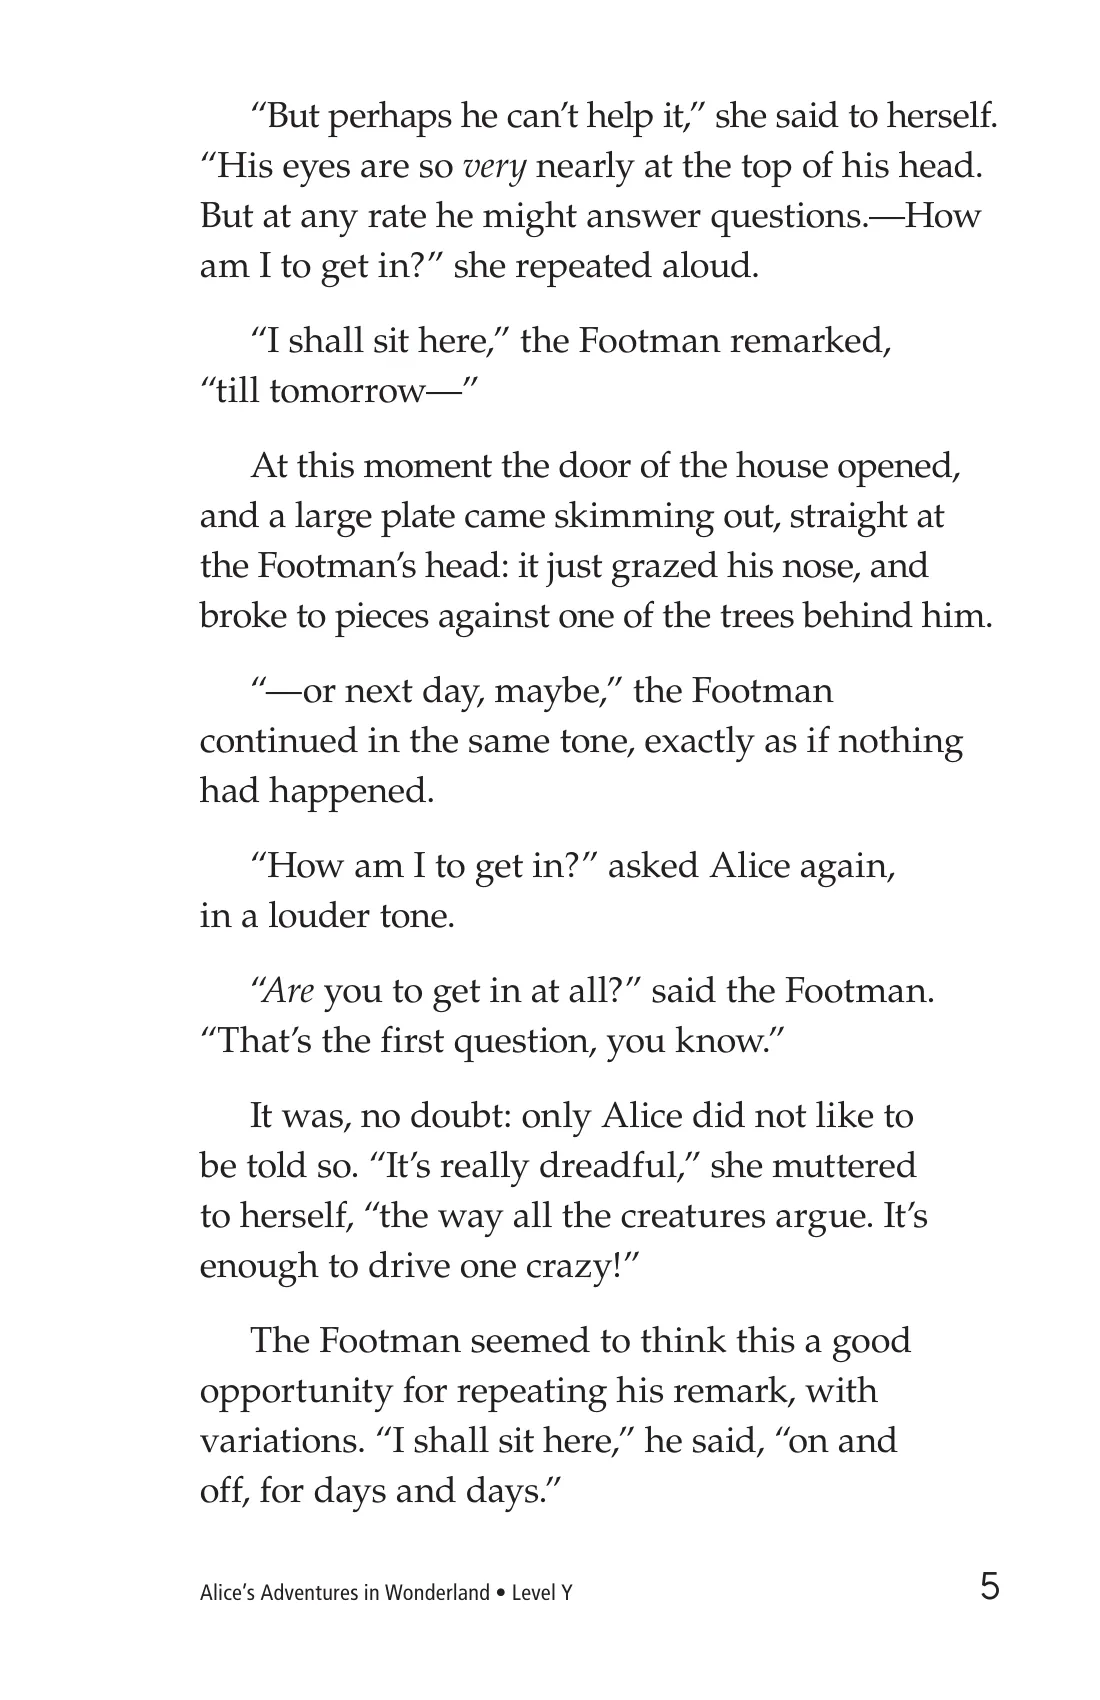 “But perhaps he can’t help it,” she said to herself.
“His eyes are so very nearly at the top of his head.
But at any rate he might answer questions.—How
am I to get in?” she repeated aloud.
“I shall sit here,” the Footman remarked,
“till tomorrow—”
At this moment the door of the house opened,
and a large plate came skimming out, straight at
the Footman’s head: it just grazed his nose, and
broke to pieces against one of the trees behind him.
“—or next day, maybe,” the Footman
continued in the same tone, exactly as if nothing
had happened.
“How am I to get in?” asked Alice again,
in a louder tone.
“Are you to get in at all?” said the Footman.
“That’s the first question, you know.”
It was, no doubt: only Alice did not like to
be told so. “It’s really dreadful,” she muttered
to herself, “the way all the creatures argue. It’s
enough to drive one crazy!”
The Footman seemed to think this a good
opportunity for repeating his remark, with
variations. “I shall sit here,” he said, “on and
off, for days and days.”
Alice’s Adventures in Wonderland • Level Y 5